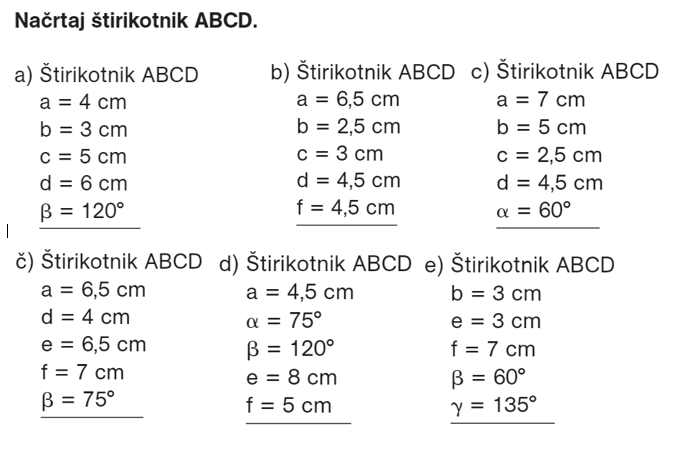 Načrtaj štirikotnik ABCD.
a) Štirikotnik ABCD
a = 4 cm
b = 3 cm
c = 5 cm
d = 6 cm
β = 120°
b) Štirikotnik ABCD
a = 6,5 cm
b = 2,5 cm
c = 3 cm
d = 4,5 cm
f = 4,5 cm
c) Štirikotnik ABCD
a = 7 cm
b = 5 cm
c = 2,5 cm
d = 4,5 cm
α = 60°
č) Štirikotnik ABCD
a = 6,5 cm
d = 4 cm
e = 6,5 cm
f = 7 cm
β = 75°
d) Štirikotnik ABCD
a = 4,5 cm
α = 75°
β = 120°
e = 8 cm
f = 5 cm
e) Štirikotnik ABCD
b = 3 cm
e = 3 cm
f = 7 cm
β = 60°
γ = 135°